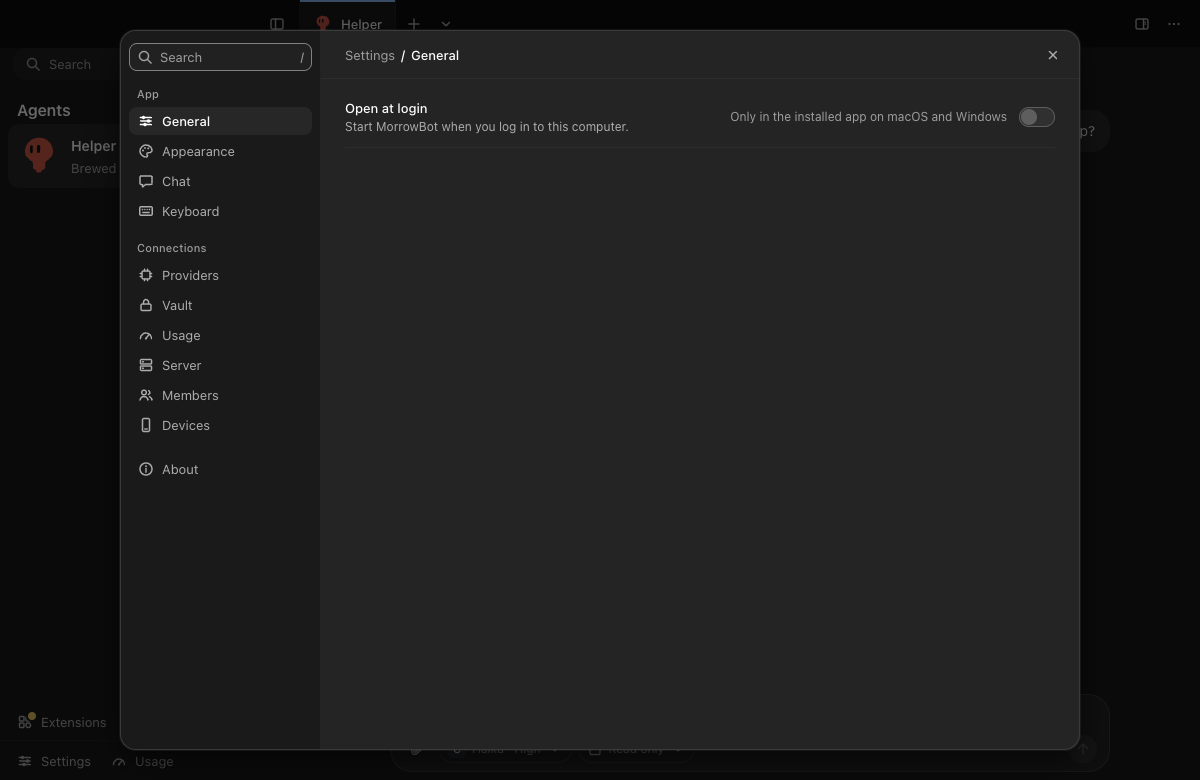 Helper
Search
Agents
Helper
Brewed
Extensions
Settings
Usage
p?
Search /
App
General
Appearance
Chat
Keyboard
Connections
Providers
Vault
Usage
Server
Members
Devices
About
Settings / General
Open at login
Start MorrowBot when you log in to this computer.
Only in the installed app on macOS and Windows